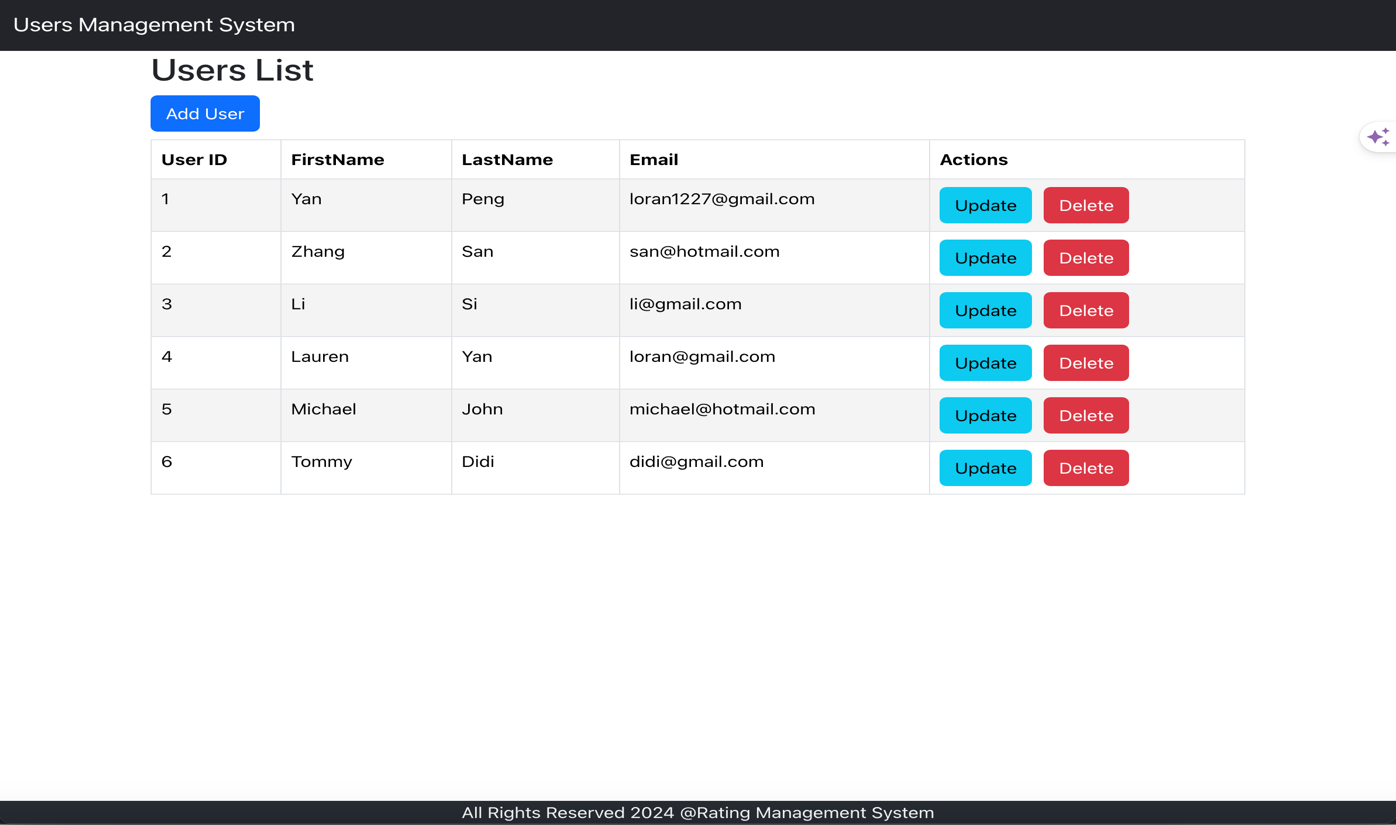 Users Management System
Users List
Add User
User ID FirstName LastName Email Actions
1 Yan Peng loran1227@gmail.com Update Delete
2 Zhang San san@hotmail.com Update Delete
3 Li Si li@gmail.com Update Delete
4 Lauren Yan loran@gmail.com Update Delete
5 Michael John michael@hotmail.com Update Delete
6 Tommy Didi didi@gmail.com Update Delete
All Rights Reserved 2024 @Rating Management System